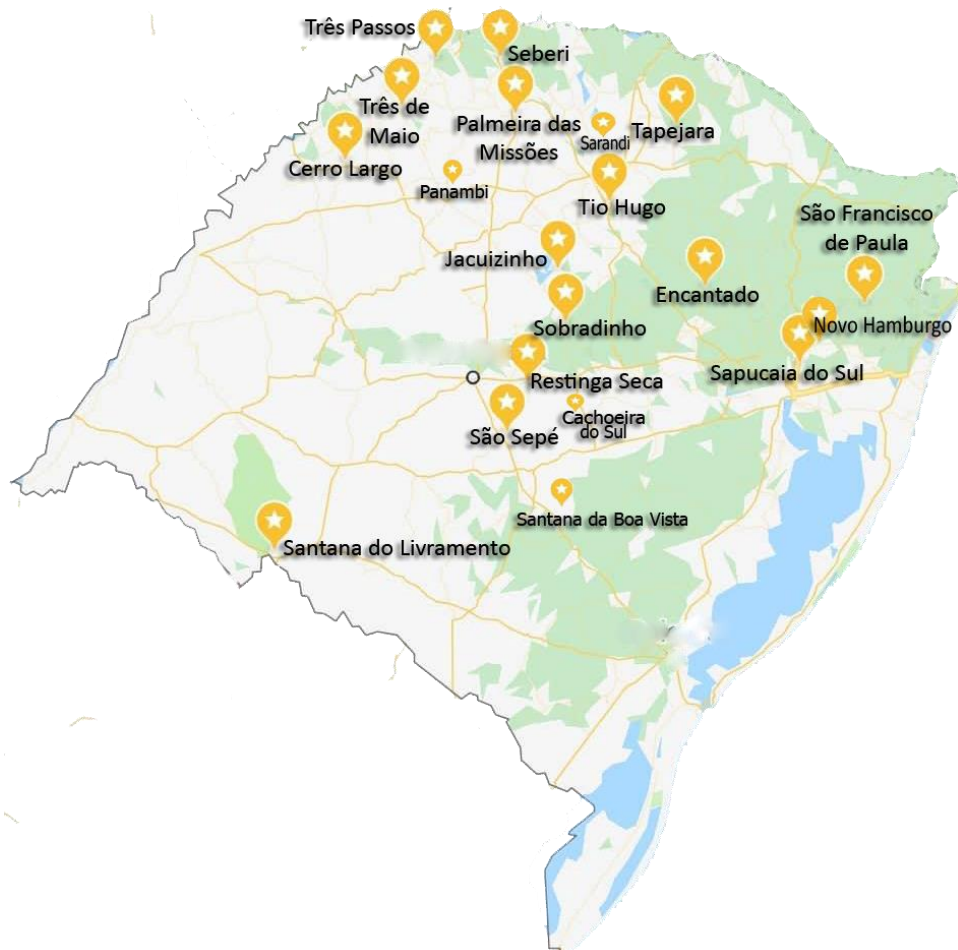 Três Passos
Seberi
Três de
Maio
Palmeira das
Missões
Sarandi
Tapejara
Cerro Largo
Panambi
Tio Hugo
São Francisco
de Paula
Jacuizinho
Encantado
Sobradinho
Novo Hamburgo
Sapucaia do Sul
Restinga Seca
Cachoeira
do Sul
São Sepé
Santana da Boa Vista
Santana do Livramento